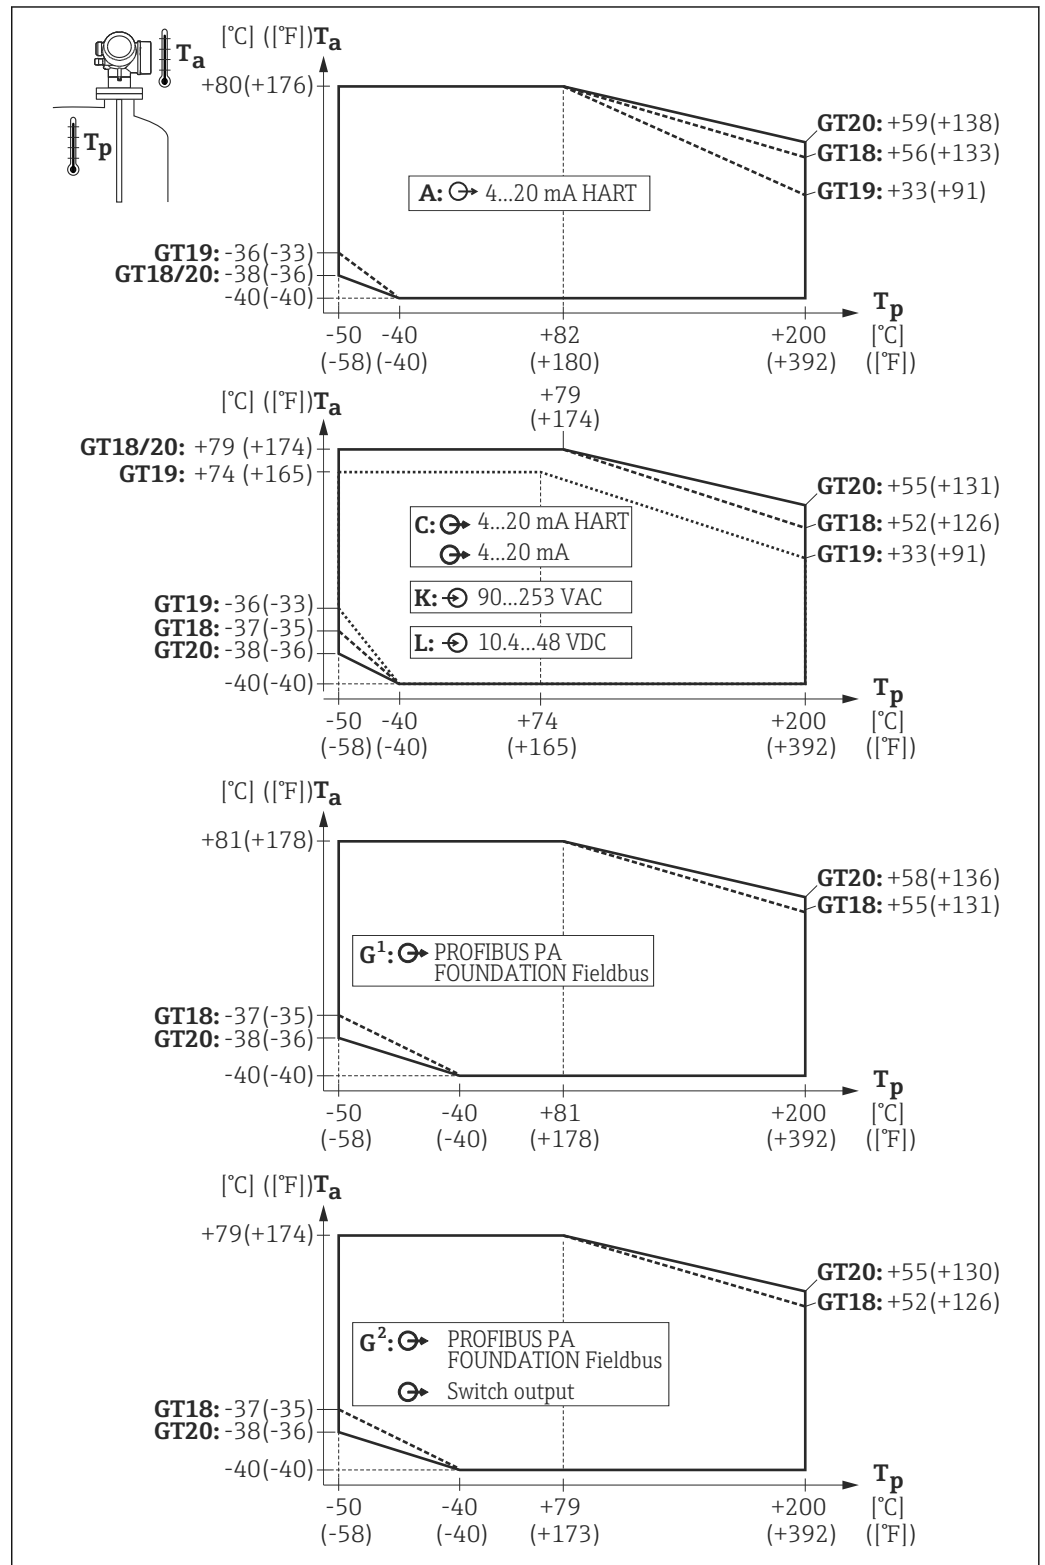 [°C] ([°F]) Ta
Ta
Tp
+80(+176)
GT20: +59(+138)
GT18: +56(+133)
GT19: +33(+91)
A: 4...20 mA HART
GT19: -36(-33)
GT18/20: -38(-36)
-40(-40)
Tp
-50 -40 +82 +200 [°C]
(-58) (-40) (+180) (+392) ([°F])
[°C] ([°F]) Ta
+79
(+174)
GT18/20: +79 (+174)
GT19: +74 (+165)
GT20: +55(+131)
GT18: +52(+126)
GT19: +33(+91)
C: 4...20 mA HART
4...20 mA
K: 90...253 VAC
L: 10.4...48 VDC
GT19: -36(-33)
GT18: -37(-35)
GT20: -38(-36)
-40(-40)
Tp
-50 -40 +74 +200 [°C]
(-58) (-40) (+165) (+392) ([°F])
[°C] ([°F]) Ta
+81(+178)
GT20: +58(+136)
GT18: +55(+131)
G¹: PROFIBUS PA
FOUNDATION Fieldbus
GT18: -37(-35)
GT20: -38(-36)
-40(-40)
Tp
-50 -40 +81 +200 [°C]
(-58) (-40) (+178) (+392) ([°F])
[°C] ([°F]) Ta
+79(+174)
GT20: +55(+130)
GT18: +52(+126)
G²: PROFIBUS PA
FOUNDATION Fieldbus
Switch output
GT18: -37(-35)
GT20: -38(-36)
-40(-40)
Tp
-50 -40 +79 +200 [°C]
(-58) (-40) (+173) (+392) ([°F])